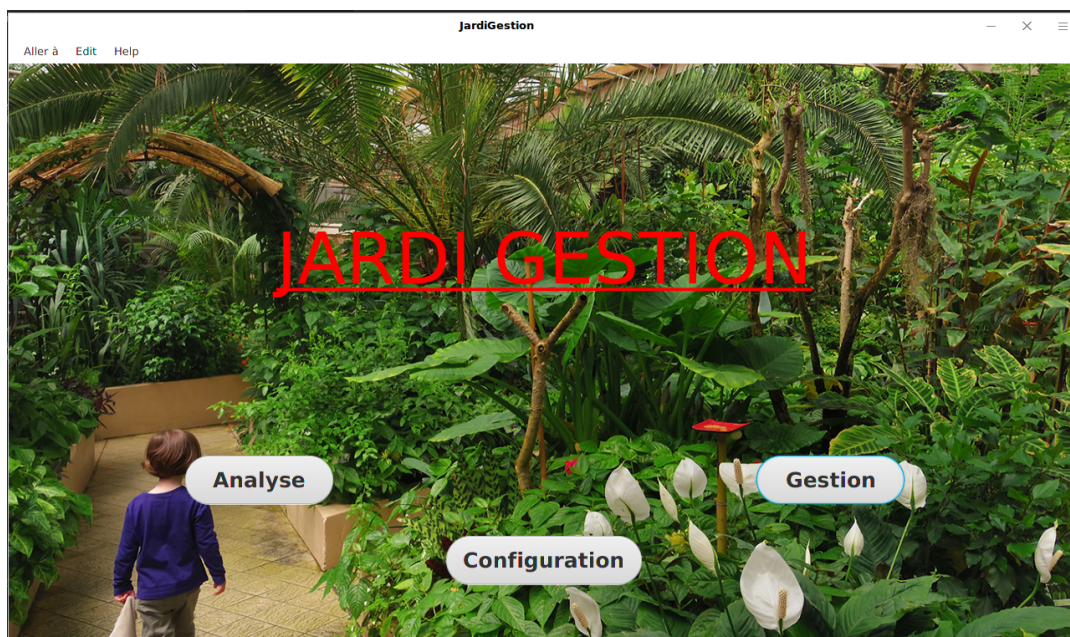 JardiGestion
Aller à Edit Help
JARDI GESTION
Analyse
Gestion
Configuration